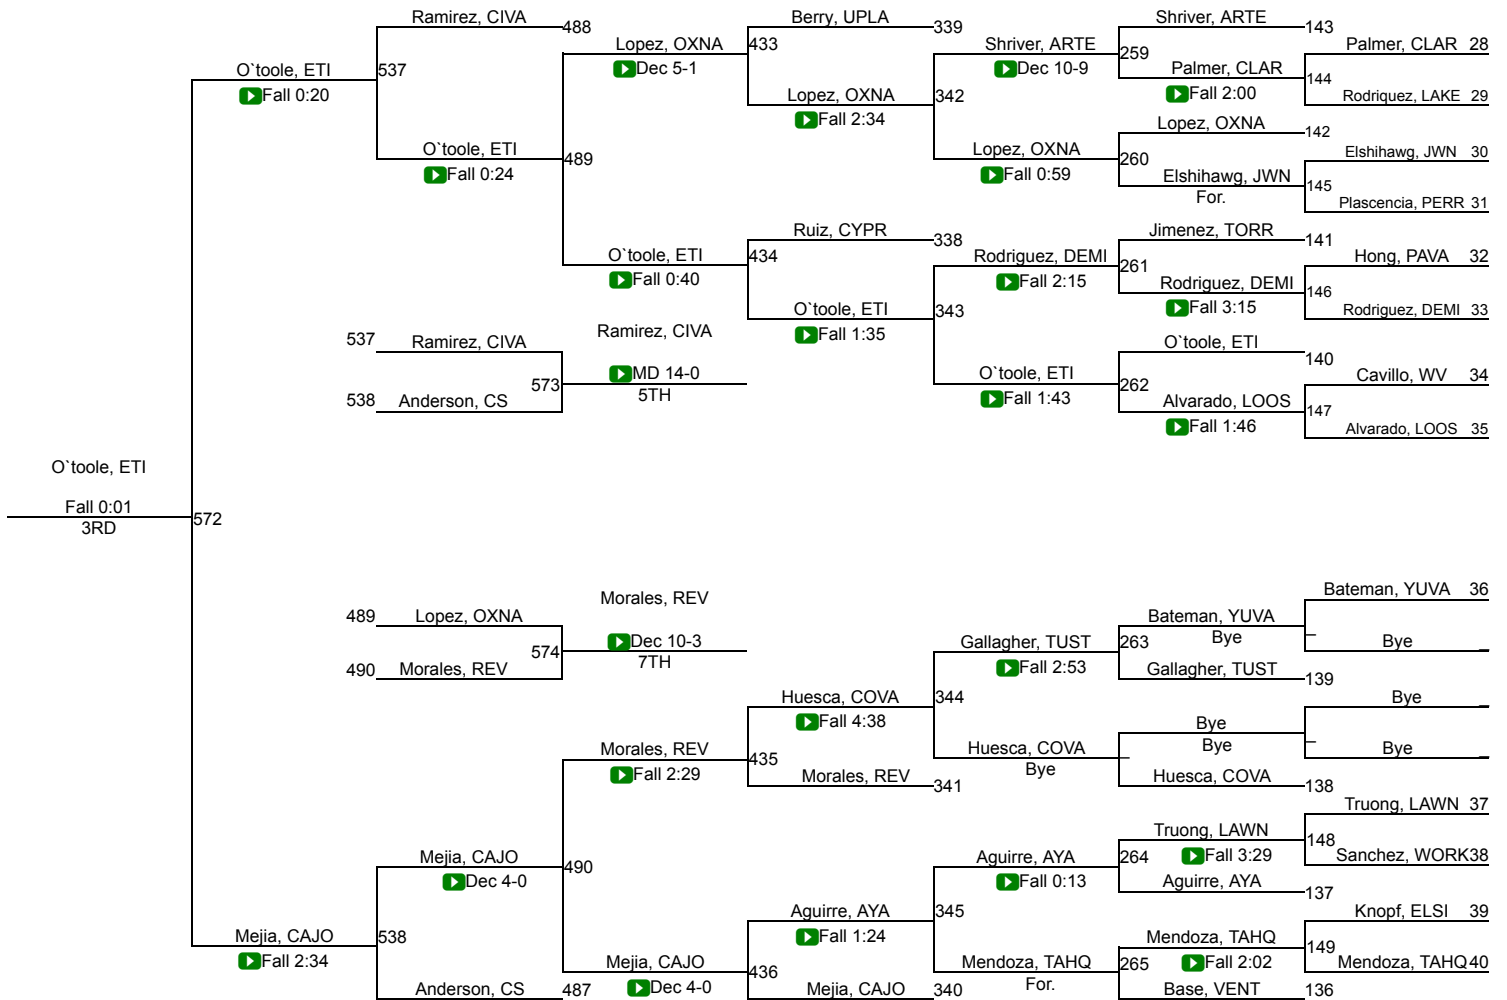 Ramirez, CIVA 488
Berry, UPLA 339
Shriver, ARTE 143
Lopez, OXNA 433
Dec 5-1
Shriver, ARTE 259
Dec 10-9
Palmer, CLAR 28
O`toole, ETI 537
Fall 0:20
Palmer, CLAR 144
Fall 2:00
Lopez, OXNA 342
Fall 2:34
Rodriquez, LAKE 29
Lopez, OXNA 142
O`toole, ETI 489
Fall 0:24
Lopez, OXNA 260
Fall 0:59
Elshihawg, JWN 30
Elshihawg, JWN 145
For.
Plascencia, PERR 31
Ruiz, CYPR 338
Jimenez, TORR 141
O`toole, ETI 434
Fall 0:40
Rodriguez, DEMI 261
Fall 2:15
Hong, PAVA 32
Rodriguez, DEMI 146
Fall 3:15
O`toole, ETI 343
Fall 1:35
Rodriguez, DEMI 33
537 Ramirez, CIVA
Ramirez, CIVA
O`toole, ETI 140
573 MD 14-0
5TH
O`toole, ETI 262
Fall 1:43
Cavillo, WV 34
538 Anderson, CS
Alvarado, LOOS 147
Fall 1:46
Alvarado, LOOS 35
O`toole, ETI
Fall 0:01
3RD
572
Bateman, YUVA 36
Morales, REV
489 Lopez, OXNA
Bateman, YUVA _
Bye
574 Dec 10-3
7TH
Gallagher, TUST 263
Fall 2:53
Bye _
490 Morales, REV
Gallagher, TUST 139
Huesca, COVA 344
Fall 4:38
Bye _
Bye _
Bye
Morales, REV 435
Fall 2:29
Huesca, COVA _
Bye
Bye _
Morales, REV 341
Huesca, COVA 138
Truong, LAWN 37
Truong, LAWN 148
Fall 3:29
Mejia, CAJO 490
Dec 4-0
Aguirre, AYA 264
Fall 0:13
Sanchez, WORK 38
Aguirre, AYA 137
Aguirre, AYA 345
Fall 1:24
Knopf, ELSI 39
Mejia, CAJO 538
Fall 2:34
Mendoza, TAHQ 149
Fall 2:02
Mejia, CAJO 436
Dec 4-0
Mendoza, TAHQ 265
For.
Mendoza, TAHQ 40
Anderson, CS 487
Mejia, CAJO 340
Base, VENT 136